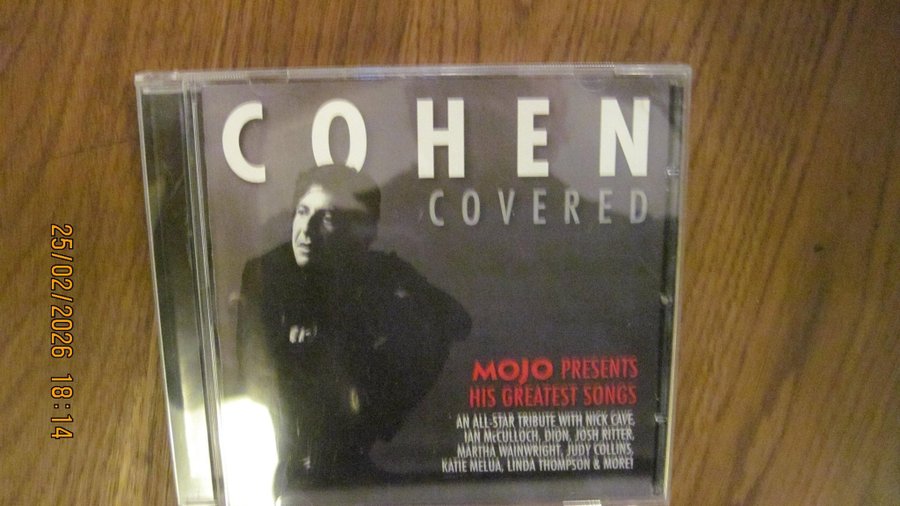 COHEN
COVERED
MOJO PRESENTS
HIS GREATEST SONGS
AN ALL-STAR TRIBUTE WITH NICK CAVE,
IAN McCULLOCH, DION, JOSH RITTER,
MARTHA WAINWRIGHT, JUDY COLLINS,
KATIE MELUA, LINDA THOMPSON & MORE!
25/02/2026 18:14